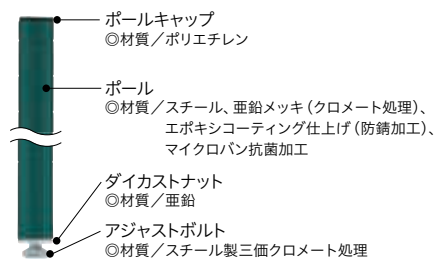 ポールキャップ
◎材質／ポリエチレン
ポール
◎材質／スチール、亜鉛メッキ（クロメート処理）、
エポキシコーティング仕上げ（防錆加工）、
マイクロバン抗菌加工
ダイカストナット
◎材質／亜鉛
アジャストボルト
◎材質／スチール製三価クロメート処理